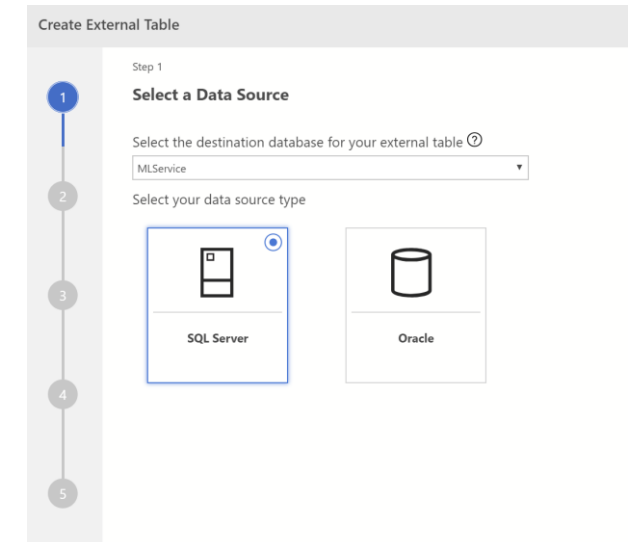 Create External Table
Step 1
1
Select a Data Source
Select the destination database for your external table ?
MLService
2
Select your data source type
SQL Server
Oracle
3
4
5